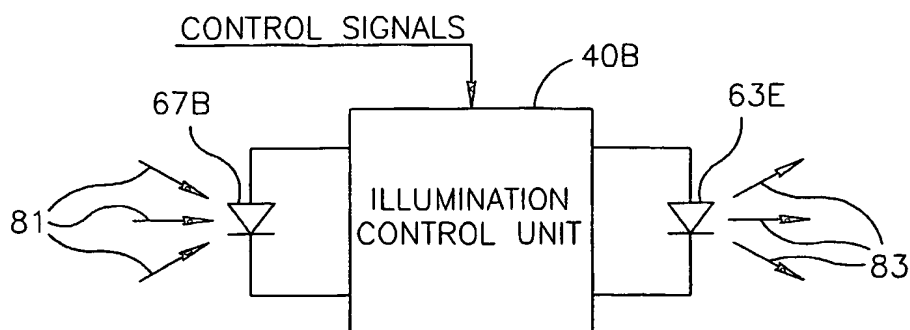 CONTROL SIGNALS
40B
67B
63E
81
ILLUMINATION
CONTROL UNIT
83